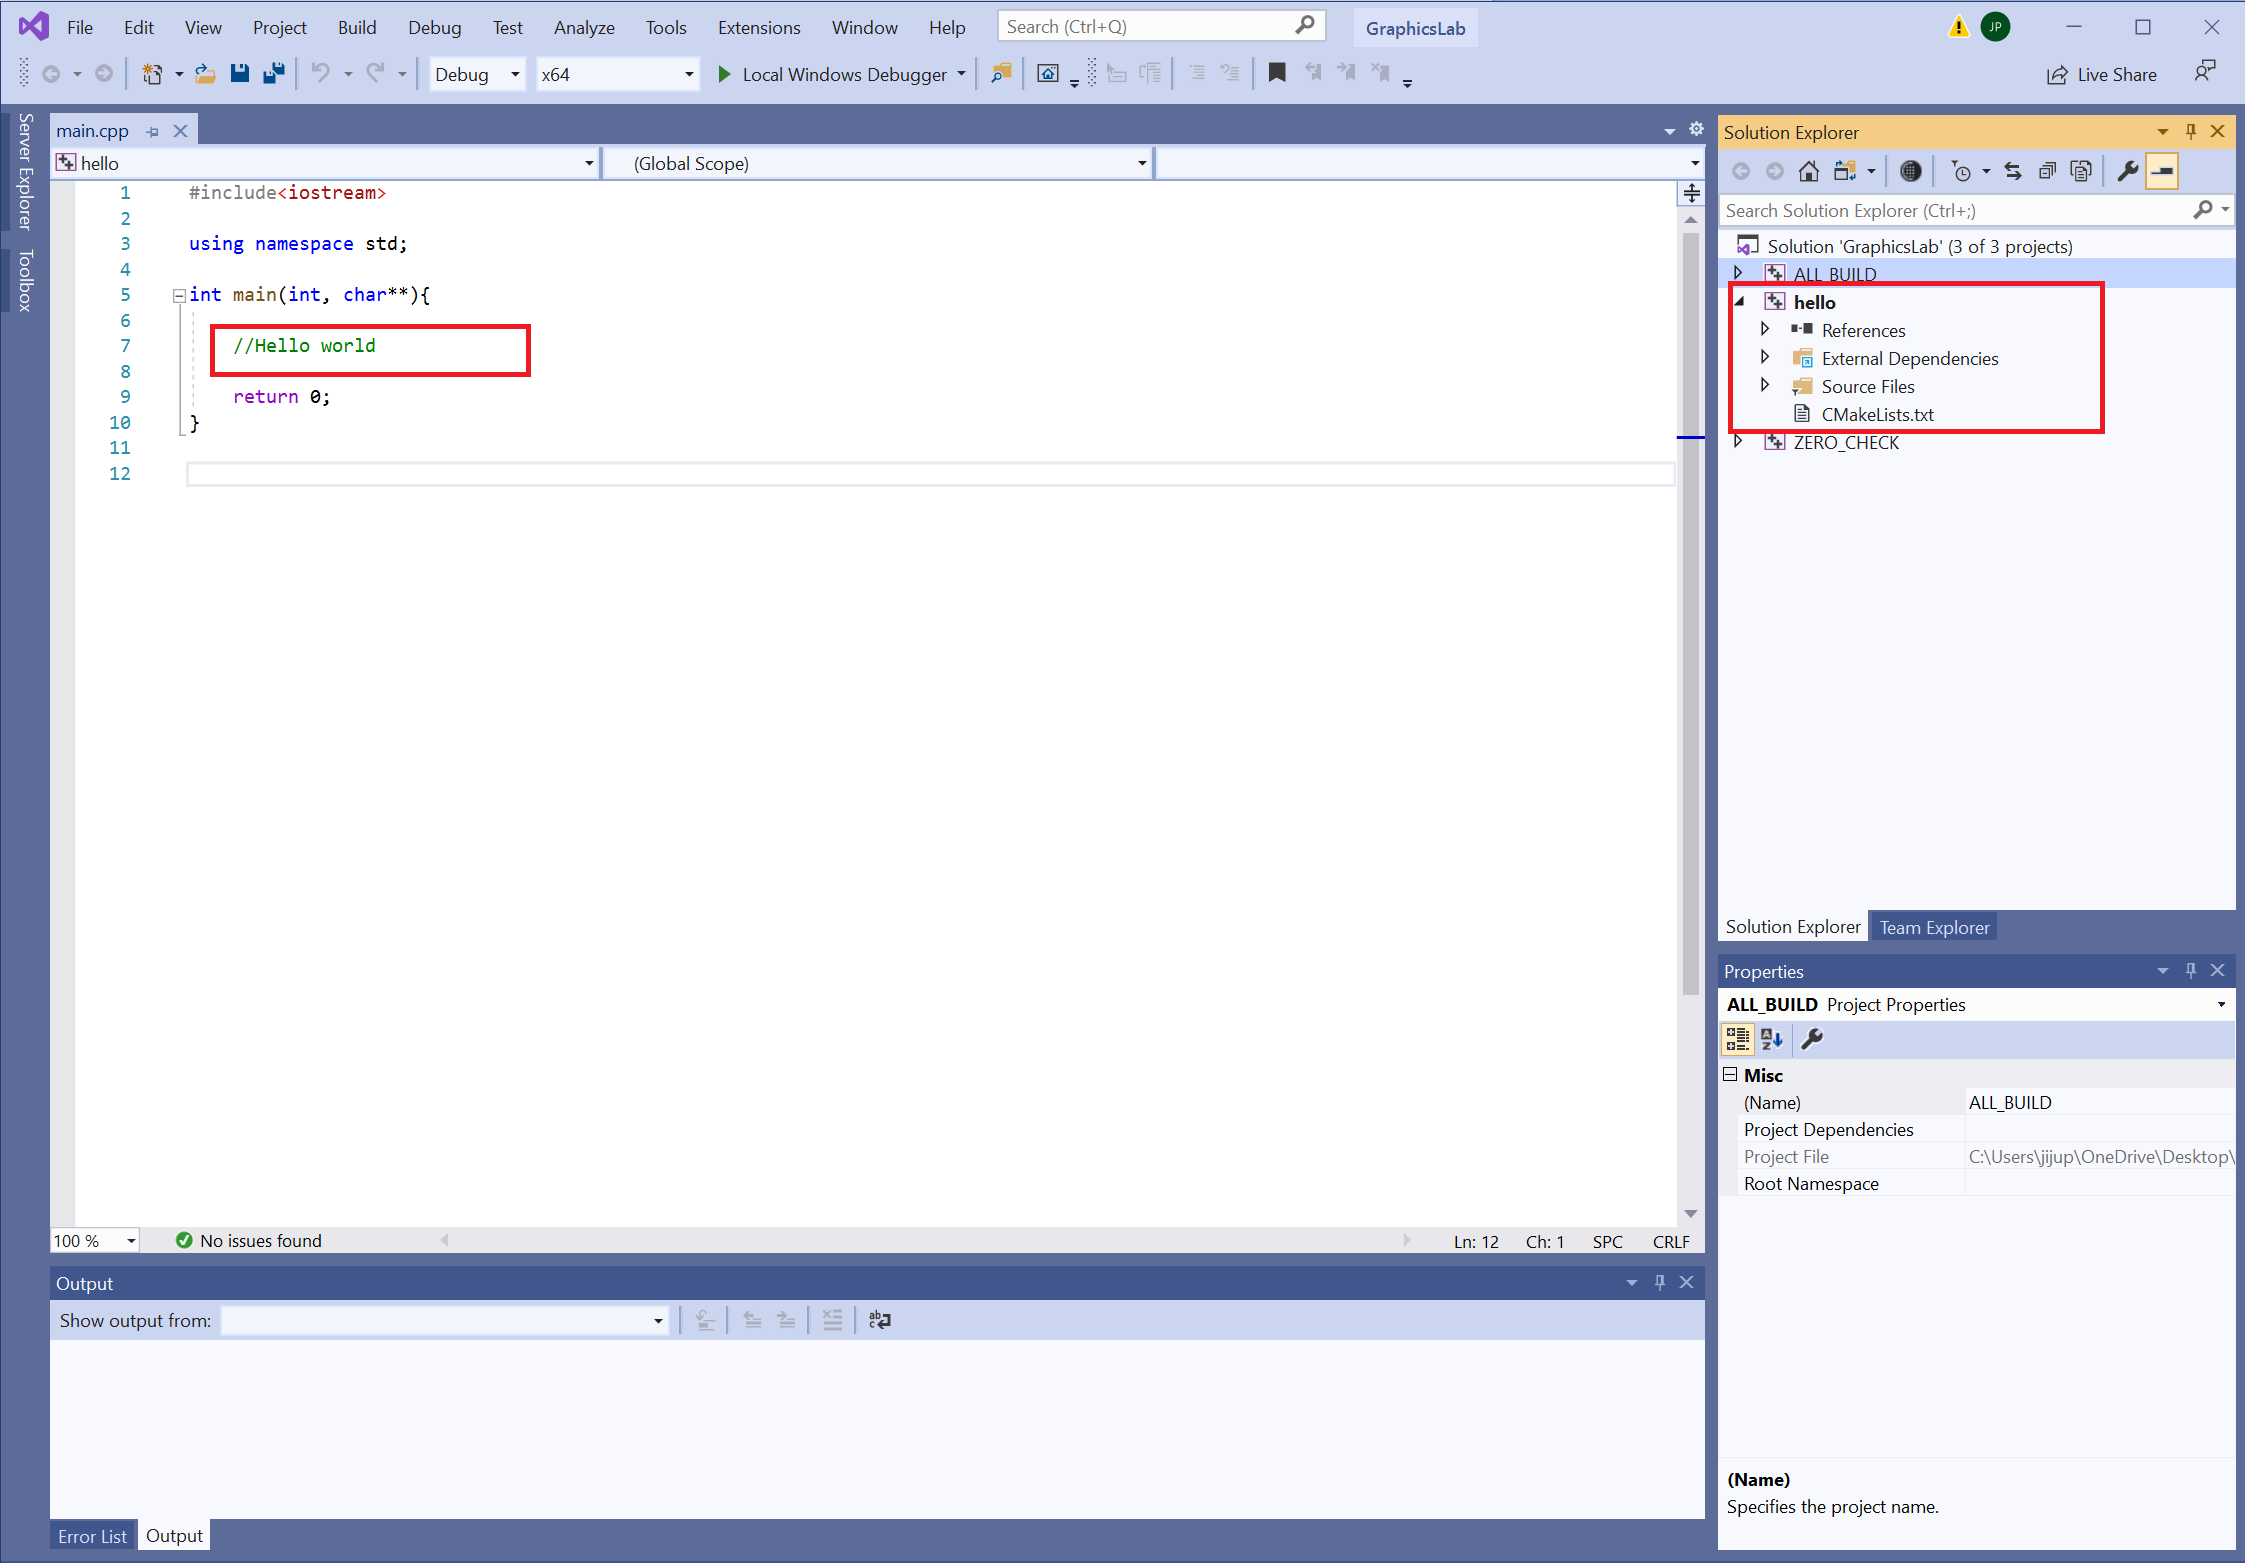 File Edit View Project Build Debug Test Analyze Tools Extensions Window Help Search (Ctrl+Q) GraphicsLab JP
Debug x64 Local Windows Debugger Live Share
Server Explorer
Toolbox
main.cpp
hello (Global Scope)
1 #include<iostream>
2
3 using namespace std;
4
5 int main(int, char**){
6
7 //Hello world
8
9 return 0;
10 }
11
12
100 % No issues found Ln: 12 Ch: 1 SPC CRLF
Output
Show output from:
Error List Output
Solution Explorer
Search Solution Explorer (Ctrl+;)
Solution 'GraphicsLab' (3 of 3 projects)
ALL_BUILD
hello
References
External Dependencies
Source Files
CMakeLists.txt
ZERO_CHECK
Solution Explorer Team Explorer
Properties
ALL_BUILD Project Properties
Misc
(Name) ALL_BUILD
Project Dependencies
Project File C:\Users\jijup\OneDrive\Desktop\
Root Namespace
(Name)
Specifies the project name.